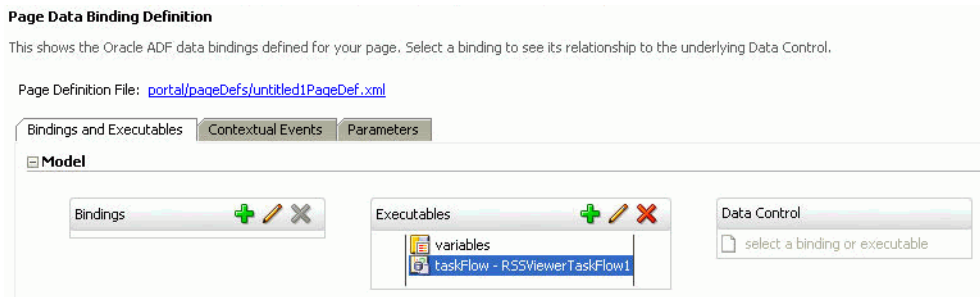 Page Data Binding Definition
This shows the Oracle ADF data bindings defined for your page. Select a binding to see its relationship to the underlying Data Control.
Page Definition File: portal/pageDefs/untitled1PageDef.xml
Bindings and Executables Contextual Events Parameters
Model
Bindings Executables Data Control
variables select a binding or executable
taskFlow - RSSViewerTaskFlow1